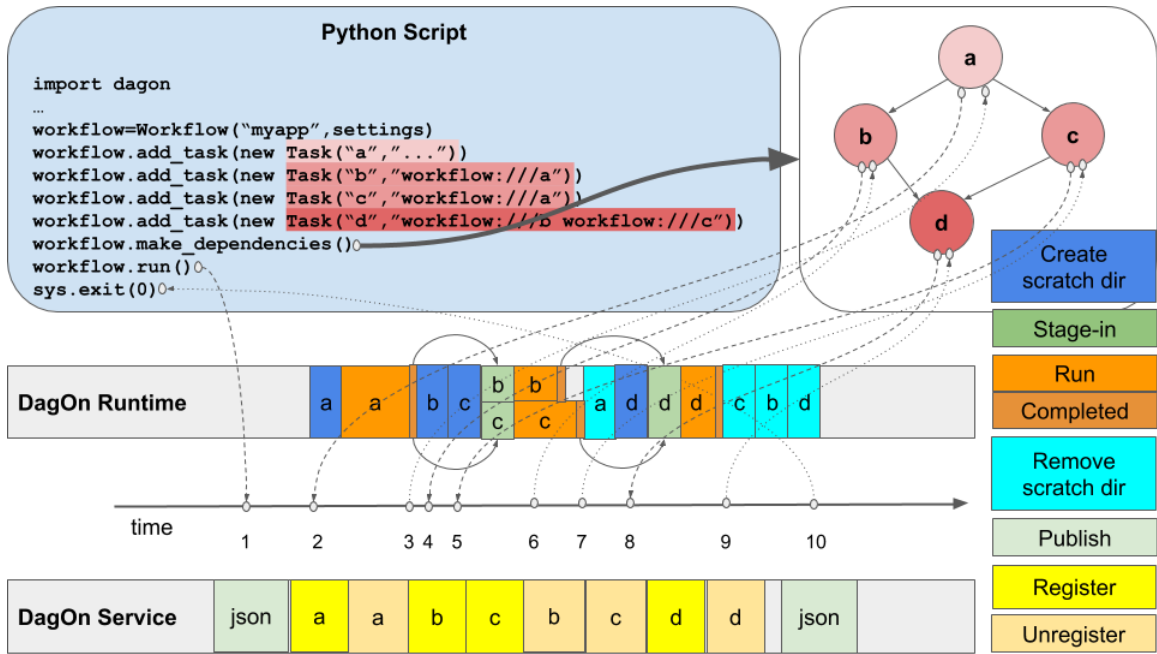 Python Script
import dagon
…
workflow=Workflow(“myapp”,settings)
workflow.add_task(new Task(“a”,”...”))
workflow.add_task(new Task(“b”,”workflow:///a”))
workflow.add_task(new Task(“c”,”workflow:///a”))
workflow.add_task(new Task(“d”,”workflow:///b workflow:///c”))
workflow.make_dependencies()
workflow.run()
sys.exit(0)
a
b
c
d
Create
scratch dir
Stage-in
Run
Completed
Remove
scratch dir
Publish
Register
Unregister
DagOn Runtime
a
a
b
c
b
c
b
c
a
d
d
d
c
b
d
time
1
2
3
4
5
6
7
8
9
10
DagOn Service
json
a
a
b
c
b
c
d
d
json